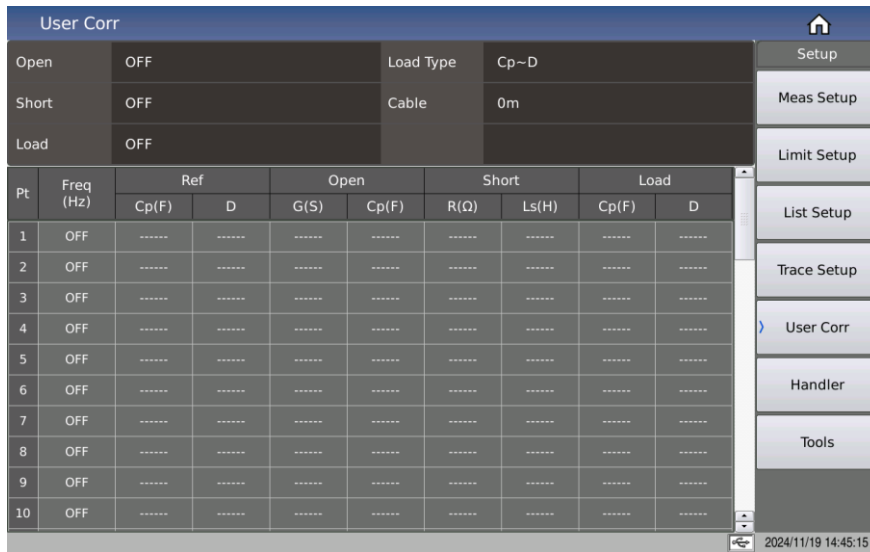 User Corr
Setup
Open OFF Load Type Cp~D
Short OFF Cable 0m
Load OFF
Pt Freq (Hz) Ref Open Short Load
Cp(F) D G(S) Cp(F) R(Ω) Ls(H) Cp(F) D
1 OFF ------ ------ ------ ------ ------ ------ ------ ------
2 OFF ------ ------ ------ ------ ------ ------ ------ ------
3 OFF ------ ------ ------ ------ ------ ------ ------ ------
4 OFF ------ ------ ------ ------ ------ ------ ------ ------
5 OFF ------ ------ ------ ------ ------ ------ ------ ------
6 OFF ------ ------ ------ ------ ------ ------ ------ ------
7 OFF ------ ------ ------ ------ ------ ------ ------ ------
8 OFF ------ ------ ------ ------ ------ ------ ------ ------
9 OFF ------ ------ ------ ------ ------ ------ ------ ------
10 OFF ------ ------ ------ ------ ------ ------ ------ ------
Meas Setup
Limit Setup
List Setup
Trace Setup
User Corr
Handler
Tools
2024/11/19 14:45:15